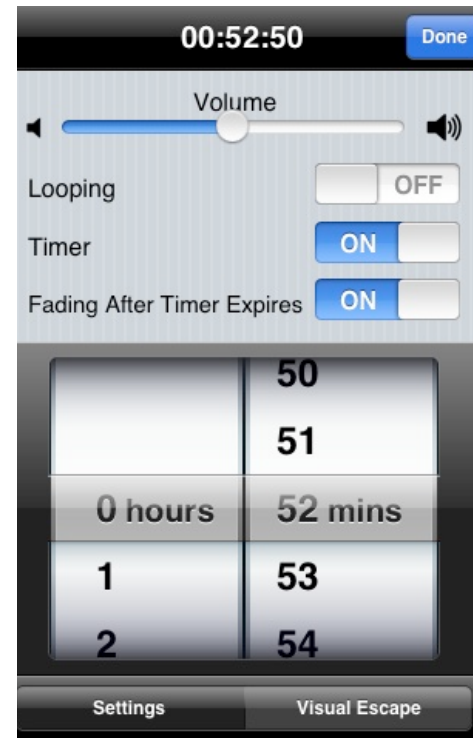 00:52:50 Done
Volume
Looping OFF
Timer ON
Fading After Timer Expires ON
50
51
0 hours 52 mins
1 53
2 54
Settings Visual Escape